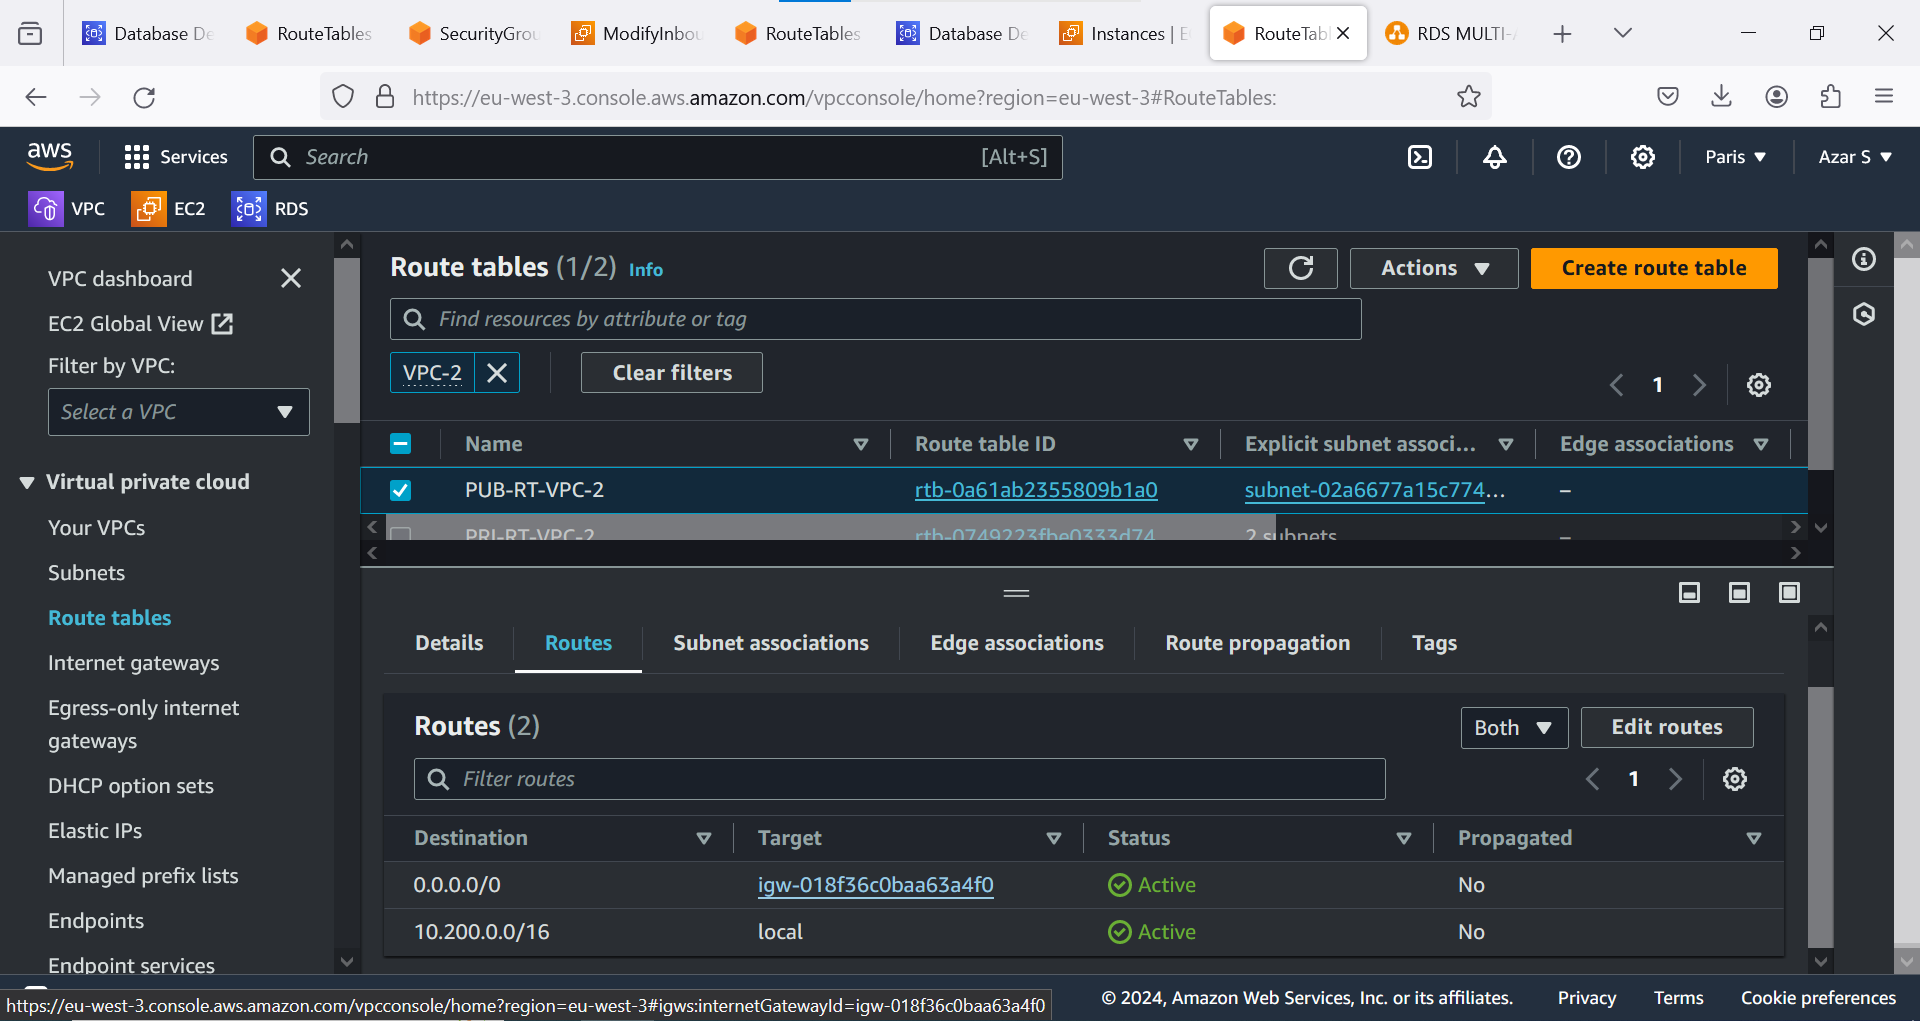 Database De
RouteTables
SecurityGrou
ModifyInbou
RouteTables
Database De
Instances | E
RouteTabl
RDS MULTI-A
https://eu-west-3.console.aws.amazon.com/vpcconsole/home?region=eu-west-3#RouteTables:
aws
Services
Search
[Alt+S]
Paris
Azar S
VPC
EC2
RDS
VPC dashboard
EC2 Global View
Filter by VPC:
Select a VPC
Virtual private cloud
Your VPCs
Subnets
Route tables
Internet gateways
Egress-only internet
gateways
DHCP option sets
Elastic IPs
Managed prefix lists
Endpoints
Endpoint services
Route tables (1/2) Info
Actions
Create route table
Find resources by attribute or tag
VPC-2
Clear filters
1
Name
Route table ID
Explicit subnet associ...
Edge associations
PUB-RT-VPC-2
rtb-0a61ab2355809b1a0
subnet-02a6677a15c774...
–
PRI-RT-VPC-2
rtb-0749223fbe0333d74
2 subnets
–
Details
Routes
Subnet associations
Edge associations
Route propagation
Tags
Routes (2)
Both
Edit routes
Filter routes
1
Destination
Target
Status
Propagated
0.0.0.0/0
igw-018f36c0baa63a4f0
Active
No
10.200.0.0/16
local
Active
No
https://eu-west-3.console.aws.amazon.com/vpcconsole/home?region=eu-west-3#igws:internetGatewayId=igw-018f36c0baa63a4f0
© 2024, Amazon Web Services, Inc. or its affiliates.
Privacy
Terms
Cookie preferences